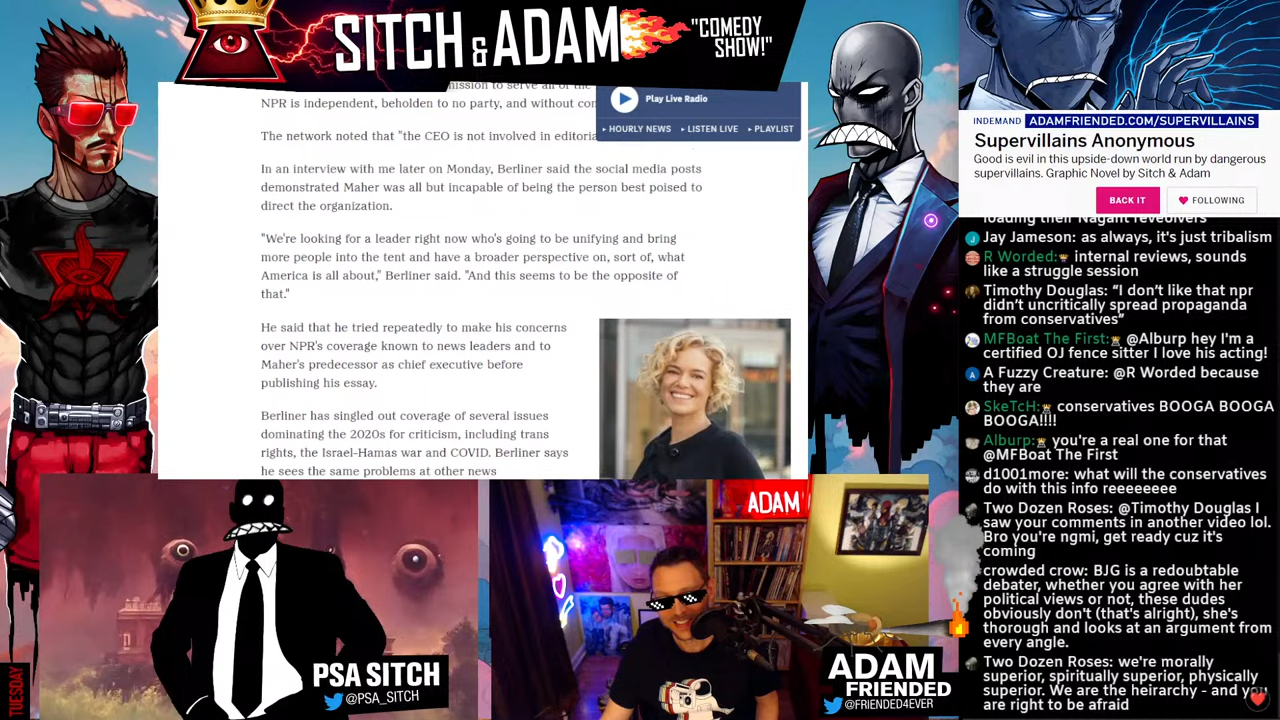 SITCH & ADAM
"COMEDY
SHOW!"
NPR is independent, beholden to no party, and without
Play Live Radio
HOURLY NEWS
LISTEN LIVE
PLAYLIST
The network noted that "the CEO is not involved in
In an interview with me later on Monday, Berliner said the social media posts
demonstrated Maher was all but incapable of being the person best poised to
direct the organization.
"We're looking for a leader right now who's going to be unifying and bring
more people into the tent and have a broader perspective on, sort of, what
America is all about," Berliner said. "And this seems to be the opposite of
that."
He said that he tried repeatedly to make his concerns
over NPR's coverage known to news leaders and to
Maher's predecessor as chief executive before
publishing his essay.
Berliner has singled out coverage of several issues
dominating the 2020s for criticism, including trans
rights, the Israel-Hamas war and COVID. Berliner says
he sees the same problems at other news
INDEMAND
ADAMFRIENDED.COM/SUPERVILLAINS
Supervillains Anonymous
Good is evil in this upside-down world run by dangerous
supervillains. Graphic Novel by Sitch & Adam
BACK IT
FOLLOWING
loading their Nagant revolvers
Jay Jameson: as always, it's just tribalism
R Worded: internal reviews, sounds
like a struggle session
Timothy Douglas: “I don’t like that npr
didn’t uncritically spread propaganda
from conservatives”
MFBoat The First: @Alburp hey I'm a
certified OJ fence sitter I love his acting!
A Fuzzy Creature: @R Worded because
they are
SkeTcH: conservatives BOOGA BOOGA
BOOGA!!!!
Alburp: you're a real one for that
@MFBoat The First
d1001more: what will the conservatives
do with this info reeeeeeee
Two Dozen Roses: @Timothy Douglas I
saw your comments in another video lol.
Bro you're ngmi, get ready cuz it's
coming
crowded crow: BJG is a redoubtable
debater, whether you agree with her
political views or not, these dudes
obviously don't (that's alright), she's
thorough and looks at an argument from
every angle.
Two Dozen Roses: we're morally
superior, spiritually superior, physically
superior. We are the heirarchy - and you
are right to be afraid
TUESDAY
PSA SITCH
@PSA_SITCH
ADAM
ADAM
FRIENDED
@FRIENDED4EVER